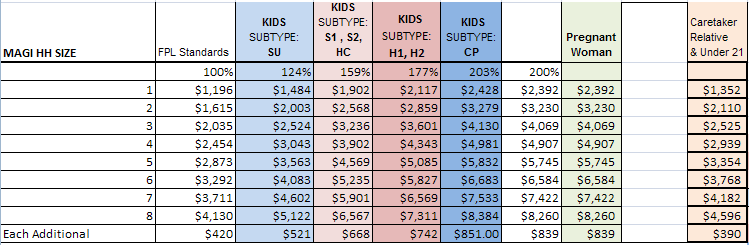 KIDS KIDS KIDS KIDS Caretaker
SUBTYPE: SUBTYPE: SUBTYPE: SUBTYPE: Pregnant Relative
MAGI HH SIZE FPL Standards SU S1 , S2, HC H1, H2 CP Woman & Under 21
100% 124% 159% 177% 203% 200%
1 $1,196 $1,484 $1,902 $2,117 $2,428 $2,392 $2,392 $1,352
2 $1,615 $2,003 $2,568 $2,859 $3,279 $3,230 $3,230 $2,110
3 $2,035 $2,524 $3,236 $3,601 $4,130 $4,069 $4,069 $2,525
4 $2,454 $3,043 $3,902 $4,343 $4,981 $4,907 $4,907 $2,939
5 $2,873 $3,563 $4,569 $5,085 $5,832 $5,745 $5,745 $3,354
6 $3,292 $4,083 $5,235 $5,827 $6,683 $6,584 $6,584 $3,768
7 $3,711 $4,602 $5,901 $6,569 $7,533 $7,422 $7,422 $4,182
8 $4,130 $5,122 $6,567 $7,311 $8,384 $8,260 $8,260 $4,596
Each Additional $420 $521 $668 $742 $851.00 $839 $839 $390